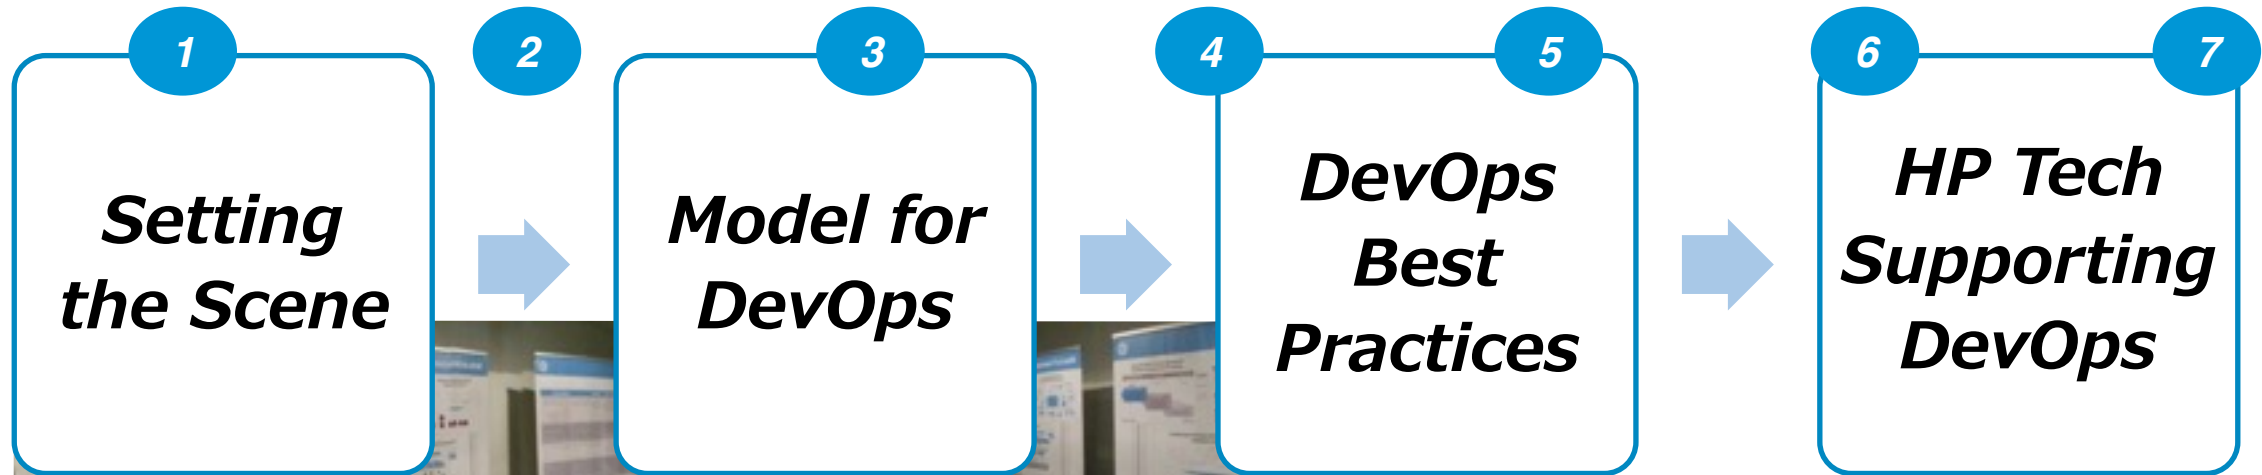 1 2 3 4 5 6 7
Setting
the Scene
Model for
DevOps
DevOps
Best
Practices
HP Tech
Supporting
DevOps